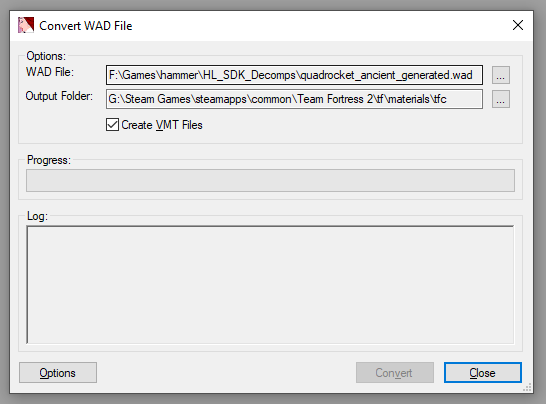 Convert WAD File
Options:
WAD File: F:\Games\hammer\HL_SDK_Decomps\quadrocket_ancient_generated.wad ...
Output Folder: G:\Steam Games\steamapps\common\Team Fortress 2\tf\materials\tfc ...
Create VMT Files
Progress:
Log:
Options Convert Close